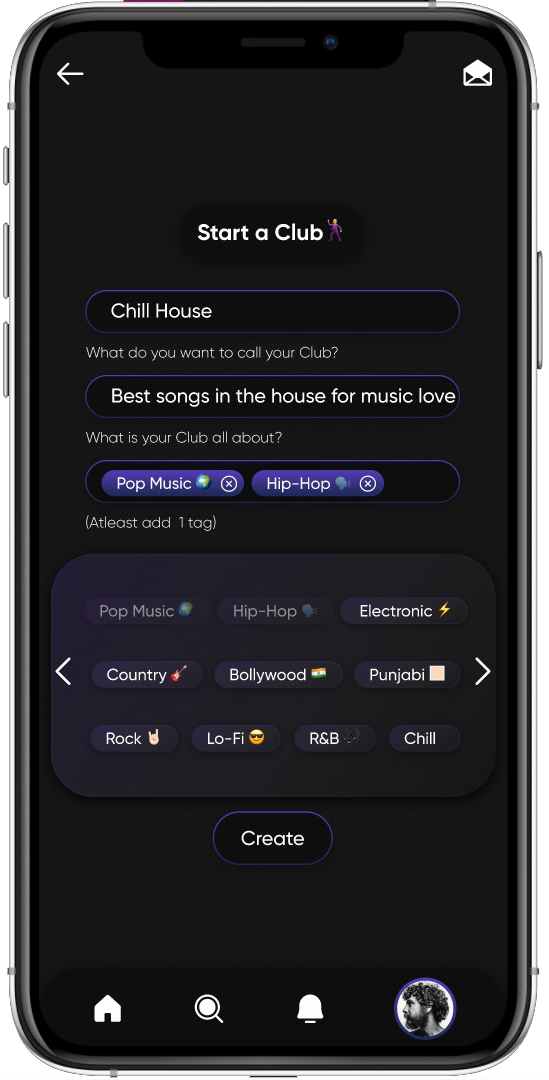 Start a Club
Chill House
What do you want to call your Club?
Best songs in the house for music love
What is your Club all about?
Pop Music Hip-Hop
(Atleast add 1 tag)
Pop Music Hip-Hop Electronic
Country Bollywood Punjabi
Rock Lo-Fi R&B Chill
Create